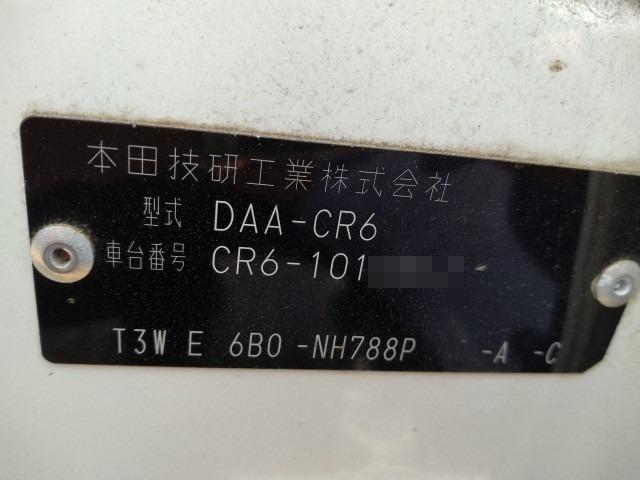 本田技研工業株式会社
型式 DAA-CR6
車台番号 CR6-101
T3W E 6B0 -NH788P -A -C